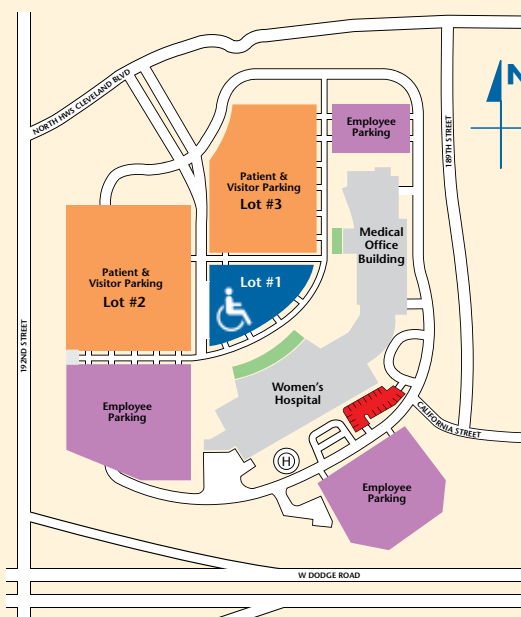 NORTH HWS CLEVELAND BLVD
N
189TH STREET
Employee
Parking
Patient &
Visitor Parking
Lot #3
Medical
Office
Building
Patient &
Visitor Parking
Lot #2
Lot #1
192ND STREET
Women's
Hospital
Employee
Parking
CALIFORNIA STREET
H
Employee
Parking
W DODGE ROAD